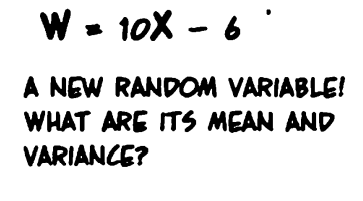 W = 10X - 6
A NEW RANDOM VARIABLE!
WHAT ARE ITS MEAN AND
VARIANCE?